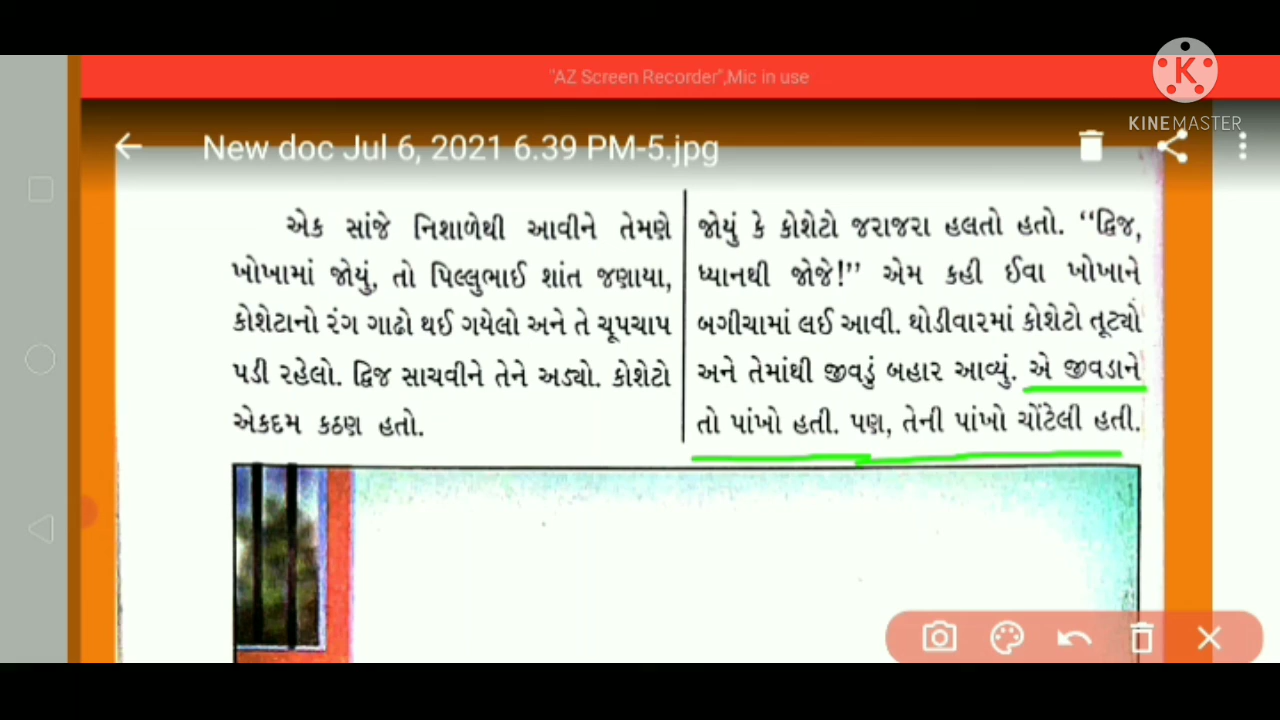 "AZ Screen Recorder",Mic in use
KINEMASTER
New doc Jul 6, 2021 6.39 PM-5.jpg
એક સાંજે નિશાળેથી આવીને તેમણે
ખોખામાં જોયું, તો પિલ્લુભાઈ શાંત જણાયા,
કોશેટાનો રંગ ગાઢો થઈ ગયેલો અને તે ચૂપચાપ
પડી રહેલો. દ્વિજ સાચવીને તેને અડ્યો. કોશેટો
એકદમ કઠણ હતો.
જોયું કે કોશેટો જરાજરા હલતો હતો. “દ્વિજ,
ધ્યાનથી જોજે!” એમ કહી ઈવા ખોખાને
બગીચામાં લઈ આવી. થોડીવારમાં કોશેટો તૂટ્યો
અને તેમાંથી જીવડું બહાર આવ્યું. એ જીવડાને
તો પાંખો હતી. પણ, તેની પાંખો ચોંટેલી હતી.